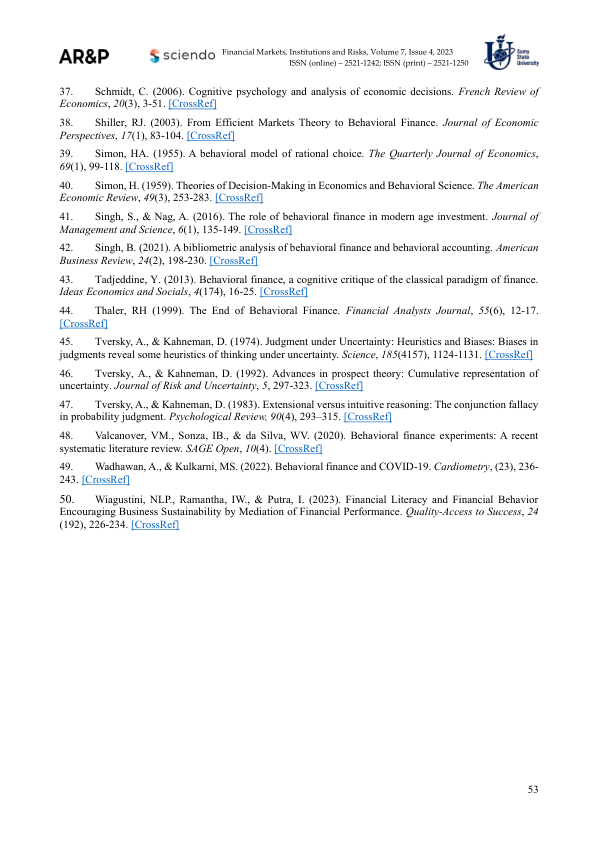 AR&P
sciendo
Financial Markets, Institutions and Risks, Volume 7, Issue 4, 2023
ISSN (online) – 2521-1242; ISSN (print) – 2521-1250
Sumy
State
University
37. Schmidt, C. (2006). Cognitive psychology and analysis of economic decisions. French Review of
Economics, 20(3), 3-51. [CrossRef]
38. Shiller, RJ. (2003). From Efficient Markets Theory to Behavioral Finance. Journal of Economic
Perspectives, 17(1), 83-104. [CrossRef]
39. Simon, HA. (1955). A behavioral model of rational choice. The Quarterly Journal of Economics,
69(1), 99-118. [CrossRef]
40. Simon, H. (1959). Theories of Decision-Making in Economics and Behavioral Science. The American
Economic Review, 49(3), 253-283. [CrossRef]
41. Singh, S., & Nag, A. (2016). The role of behavioral finance in modern age investment. Journal of
Management and Science, 6(1), 135-149. [CrossRef]
42. Singh, B. (2021). A bibliometric analysis of behavioral finance and behavioral accounting. American
Business Review, 24(2), 198-230. [CrossRef]
43. Tadjeddine, Y. (2013). Behavioral finance, a cognitive critique of the classical paradigm of finance.
Ideas Economics and Socials, 4(174), 16-25. [CrossRef]
44. Thaler, RH (1999). The End of Behavioral Finance. Financial Analysts Journal, 55(6), 12-17.
[CrossRef]
45. Tversky, A., & Kahneman, D. (1974). Judgment under Uncertainty: Heuristics and Biases: Biases in
judgments reveal some heuristics of thinking under uncertainty. Science, 185(4157), 1124-1131. [CrossRef]
46. Tversky, A., & Kahneman, D. (1992). Advances in prospect theory: Cumulative representation of
uncertainty. Journal of Risk and Uncertainty, 5, 297-323. [CrossRef]
47. Tversky, A., & Kahneman, D. (1983). Extensional versus intuitive reasoning: The conjunction fallacy
in probability judgment. Psychological Review, 90(4), 293–315. [CrossRef]
48. Valcanover, VM., Sonza, IB., & da Silva, WV. (2020). Behavioral finance experiments: A recent
systematic literature review. SAGE Open, 10(4). [CrossRef]
49. Wadhawan, A., & Kulkarni, MS. (2022). Behavioral finance and COVID-19. Cardiometry, (23), 236-
243. [CrossRef]
50. Wiagustini, NLP., Ramantha, IW., & Putra, I. (2023). Financial Literacy and Financial Behavior
Encouraging Business Sustainability by Mediation of Financial Performance. Quality-Access to Success, 24
(192), 226-234. [CrossRef]
53